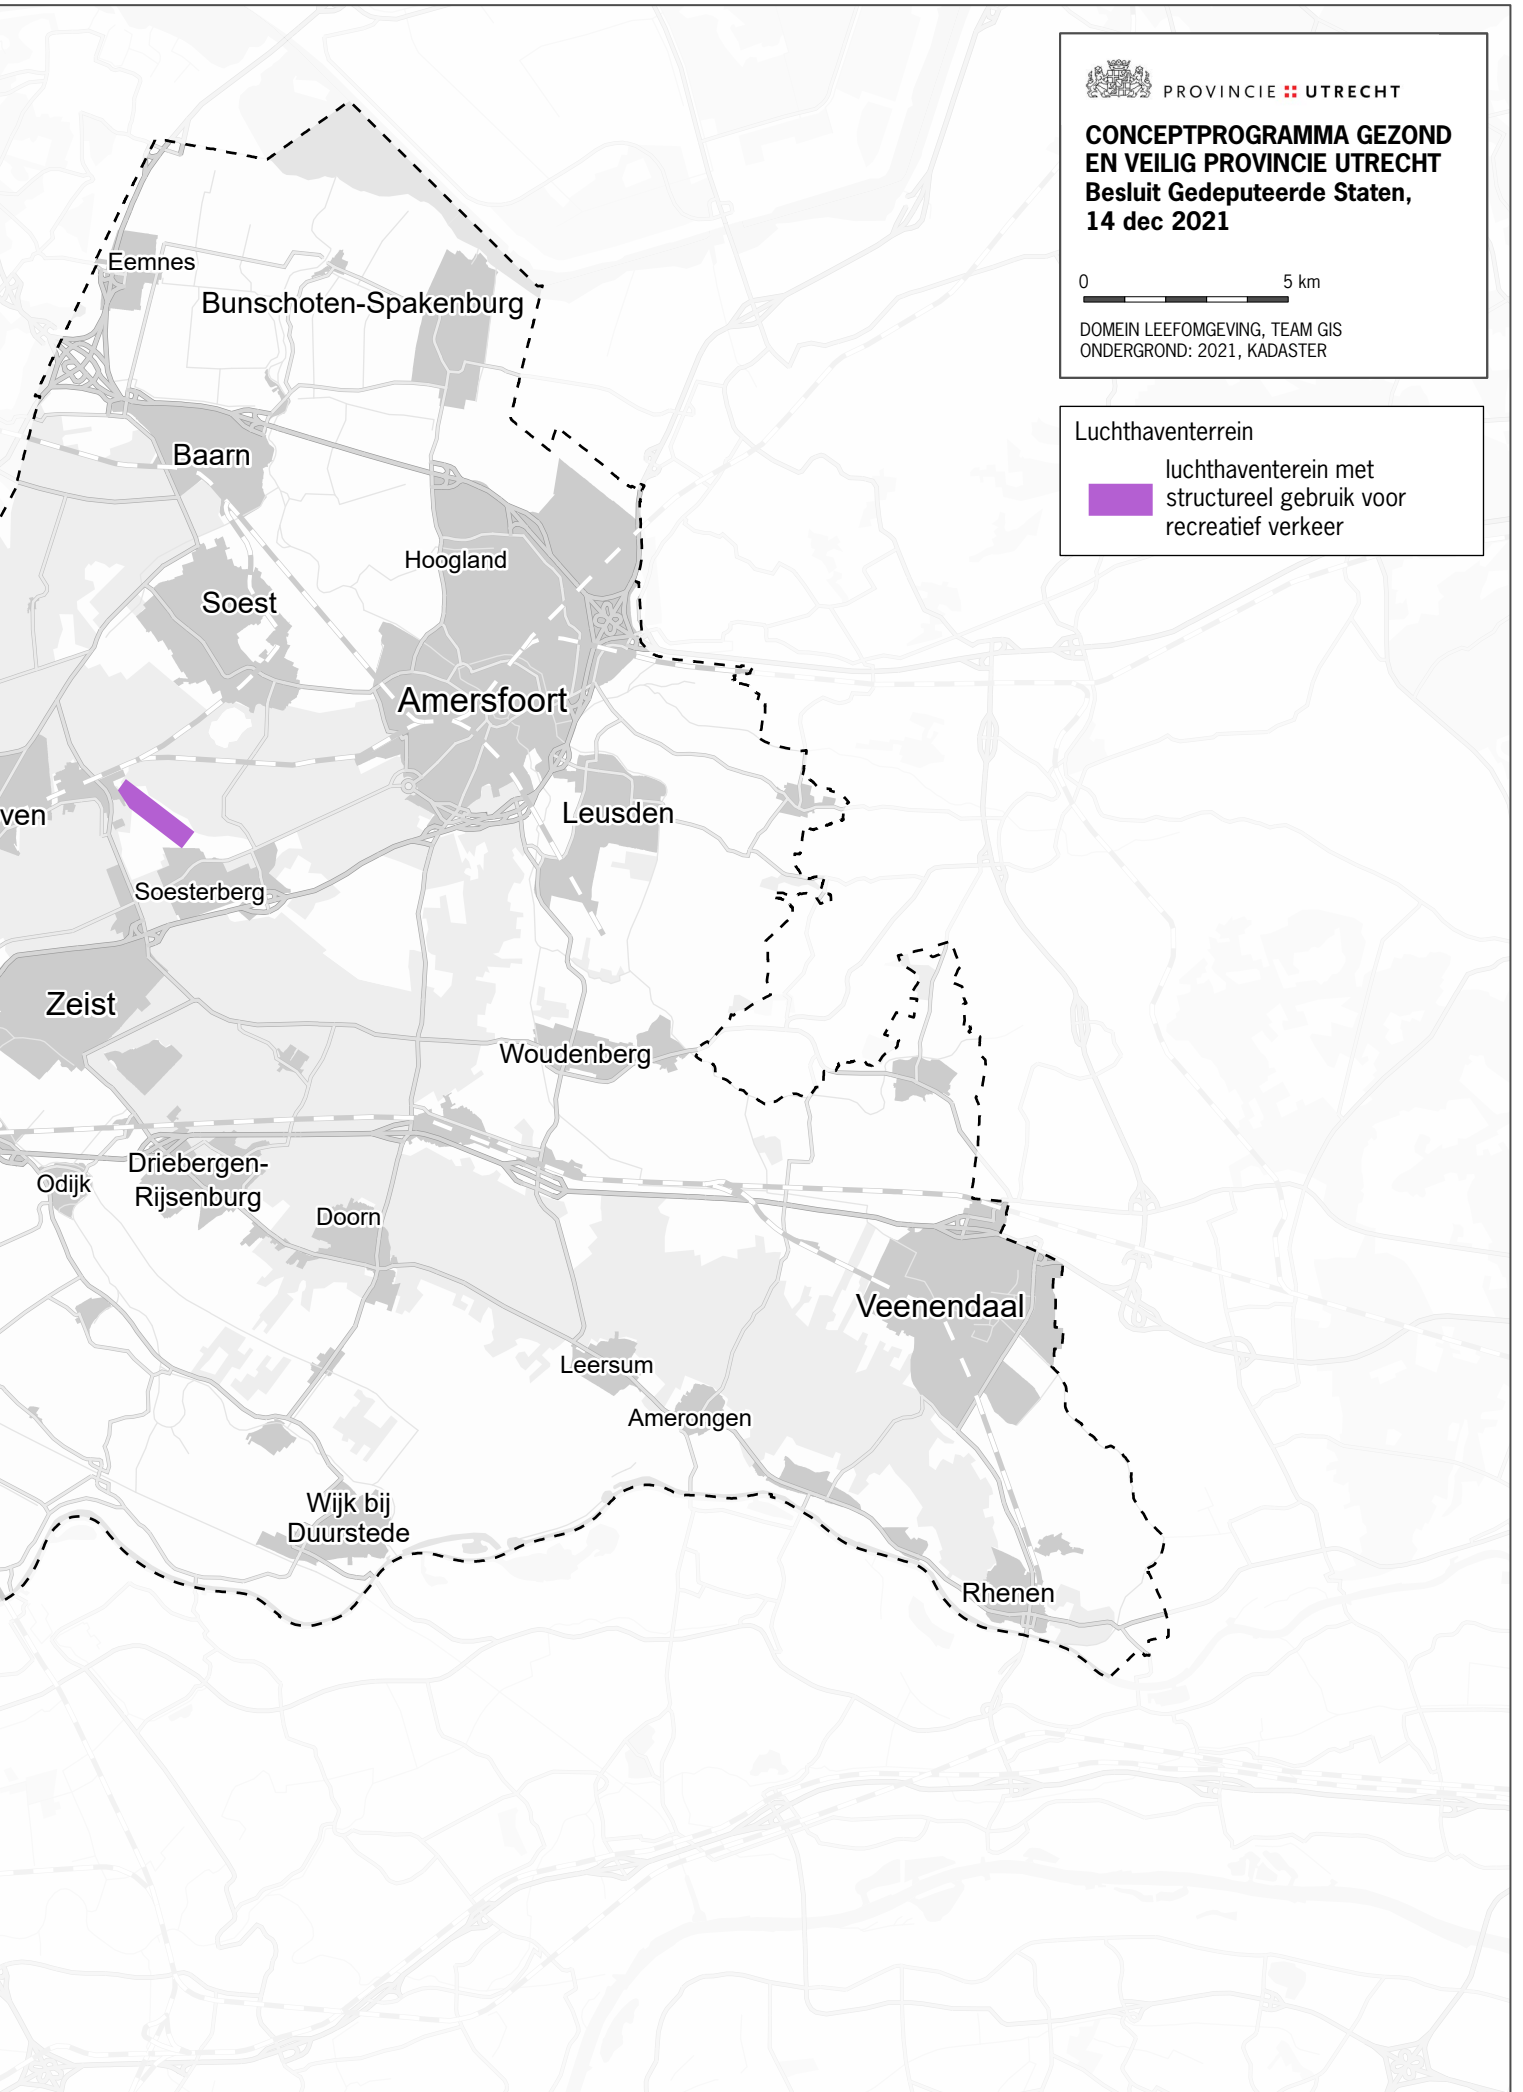 PROVINCIE UTRECHT
CONCEPTPROGRAMMA GEZOND
EN VEILIG PROVINCIE UTRECHT
Besluit Gedeputeerde Staten,
14 dec 2021
0 5 km
DOMEIN LEEFOMGEVING, TEAM GIS
ONDERGROND: 2021, KADASTER
Luchthaventerrein
luchthaventerein met
structureel gebruik voor
recreatief verkeer
Eemnes
Bunschoten-Spakenburg
Baarn
Hoogland
Soest
Amersfoort
ven
Leusden
Soesterberg
Zeist
Woudenberg
Driebergen-
Rijsenburg
Odijk
Doorn
Veenendaal
Leersum
Amerongen
Wijk bij
Duurstede
Rhenen